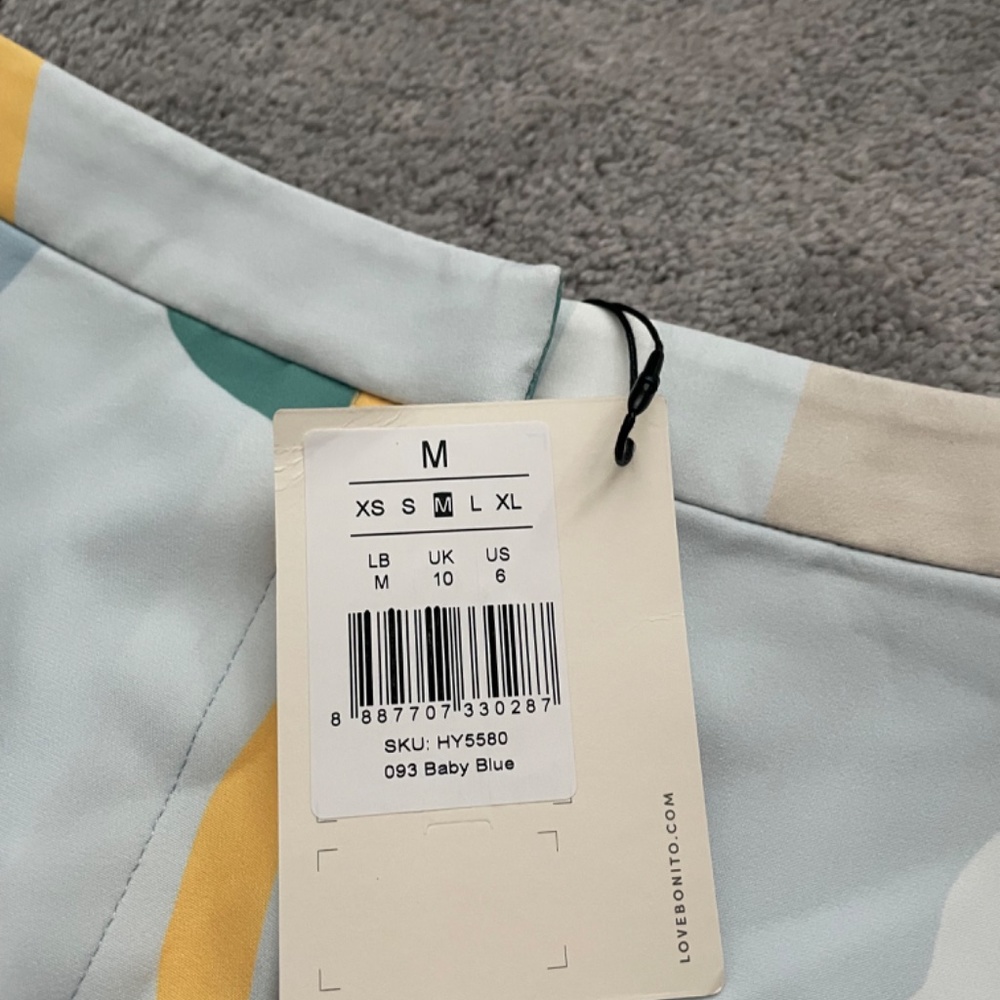 M
XS S M L XL
LB UK US
M 10 6
8 887707 330287
SKU: HY5580
093 Baby Blue
LOVEBONITO.COM